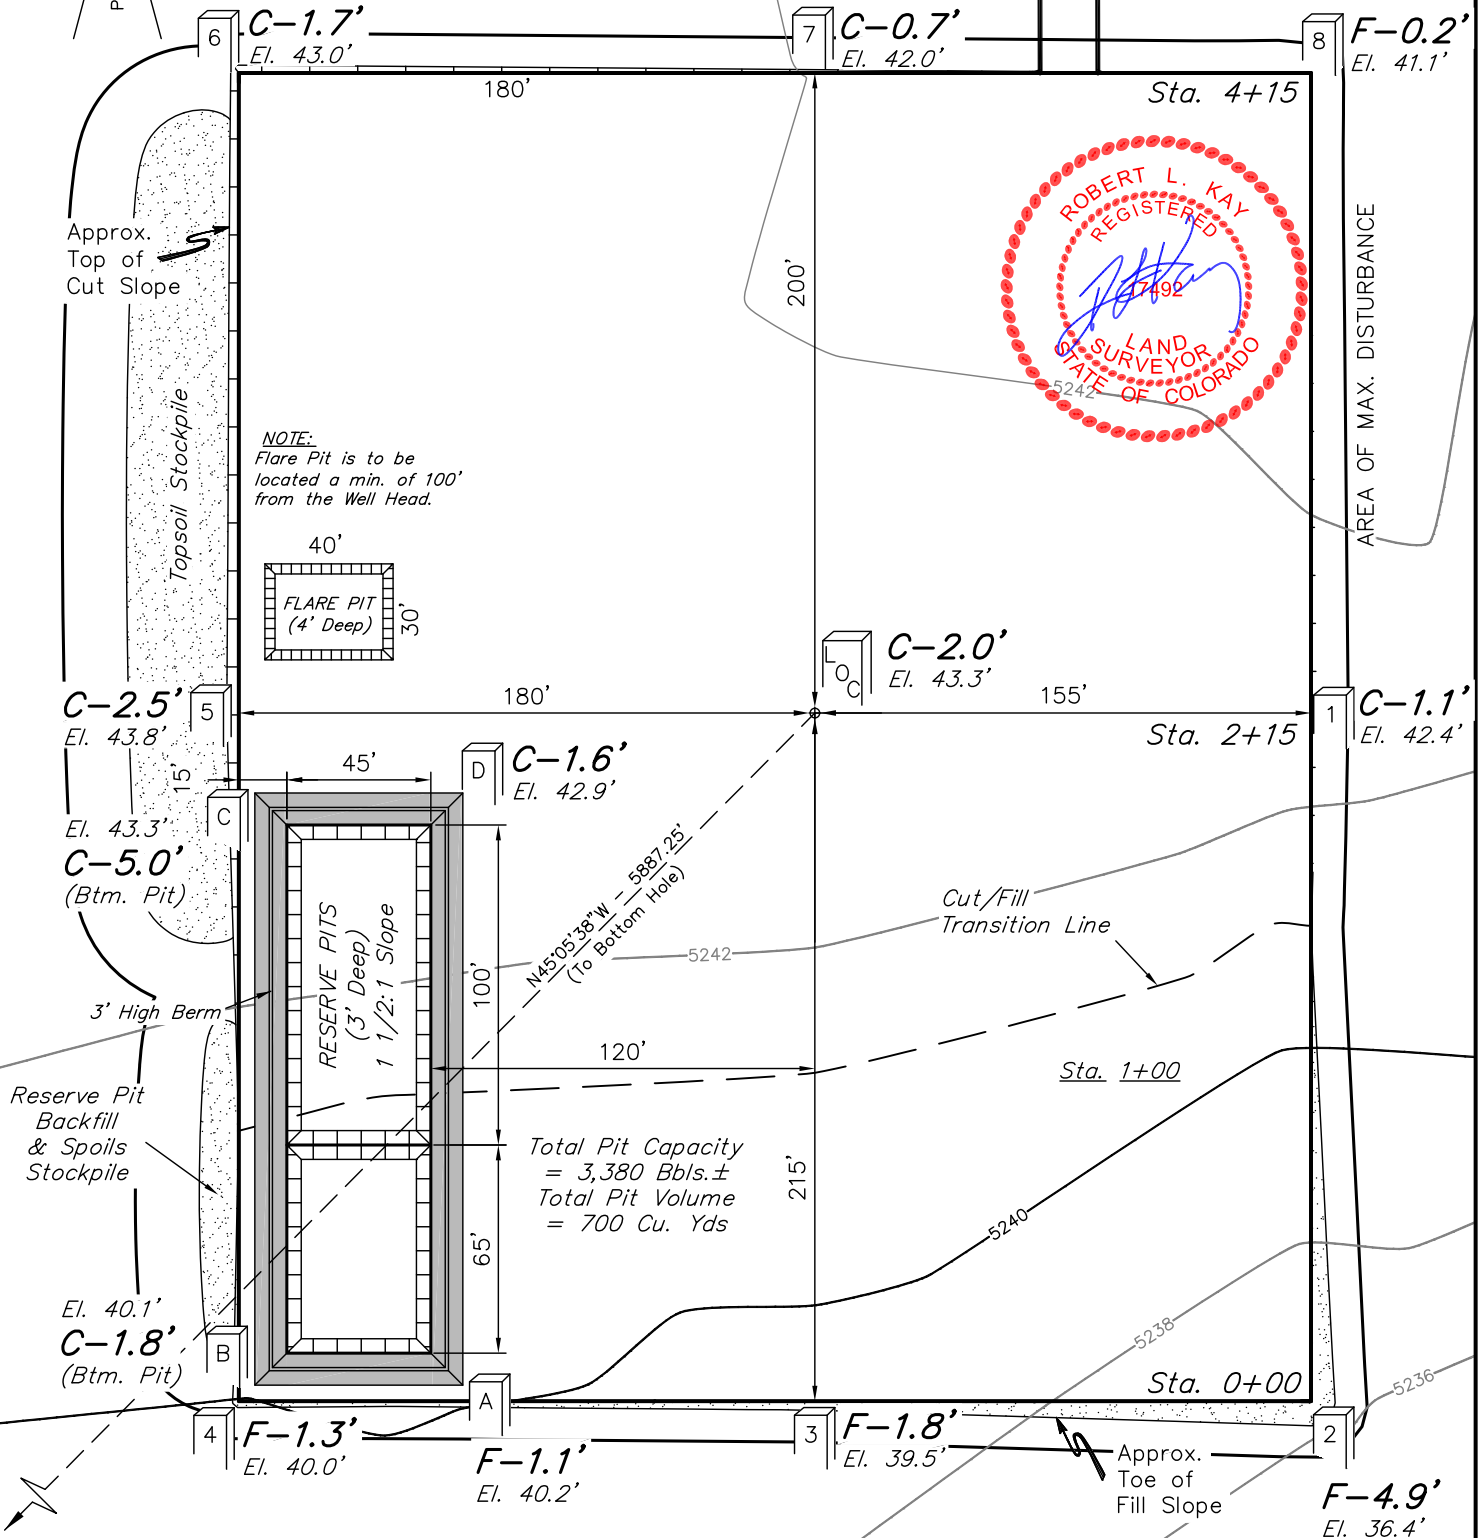 P
6
C-1.7'
El. 43.0'
7
C-0.7'
El. 42.0'
8
F-0.2'
El. 41.1'
180'
Sta. 4+15
ROBERT L. KAY
REGISTERED
17492
LAND
SURVEYOR
STATE OF COLORADO
Approx.
Top of
Cut Slope
200'
AREA OF MAX. DISTURBANCE
5242
Topsoil Stockpile
NOTE:
Flare Pit is to be
located a min. of 100'
from the Well Head.
40'
FLARE PIT
(4' Deep)
30'
LOC
C-2.0'
El. 43.3'
C-2.5'
El. 43.8'
5
180'
155'
1
C-1.1'
El. 42.4'
Sta. 2+15
15'
45'
D
C-1.6'
El. 42.9'
C
El. 43.3'
C-5.0'
(Btm. Pit)
N45°05'38"W - 5887.25'
(To Bottom Hole)
Cut/Fill
Transition Line
RESERVE PITS
(3' Deep)
1 1/2:1 Slope
100'
5242
3' High Berm
120'
Sta. 1+00
Reserve Pit
Backfill
& Spoils
Stockpile
Total Pit Capacity
= 3,380 Bbls.±
Total Pit Volume
= 700 Cu. Yds
215'
65'
5240
5238
5236
El. 40.1'
C-1.8'
(Btm. Pit)
B
Sta. 0+00
A
4
F-1.3'
El. 40.0'
F-1.1'
El. 40.2'
3
F-1.8'
El. 39.5'
Approx.
Toe of
Fill Slope
2
F-4.9'
El. 36.4'